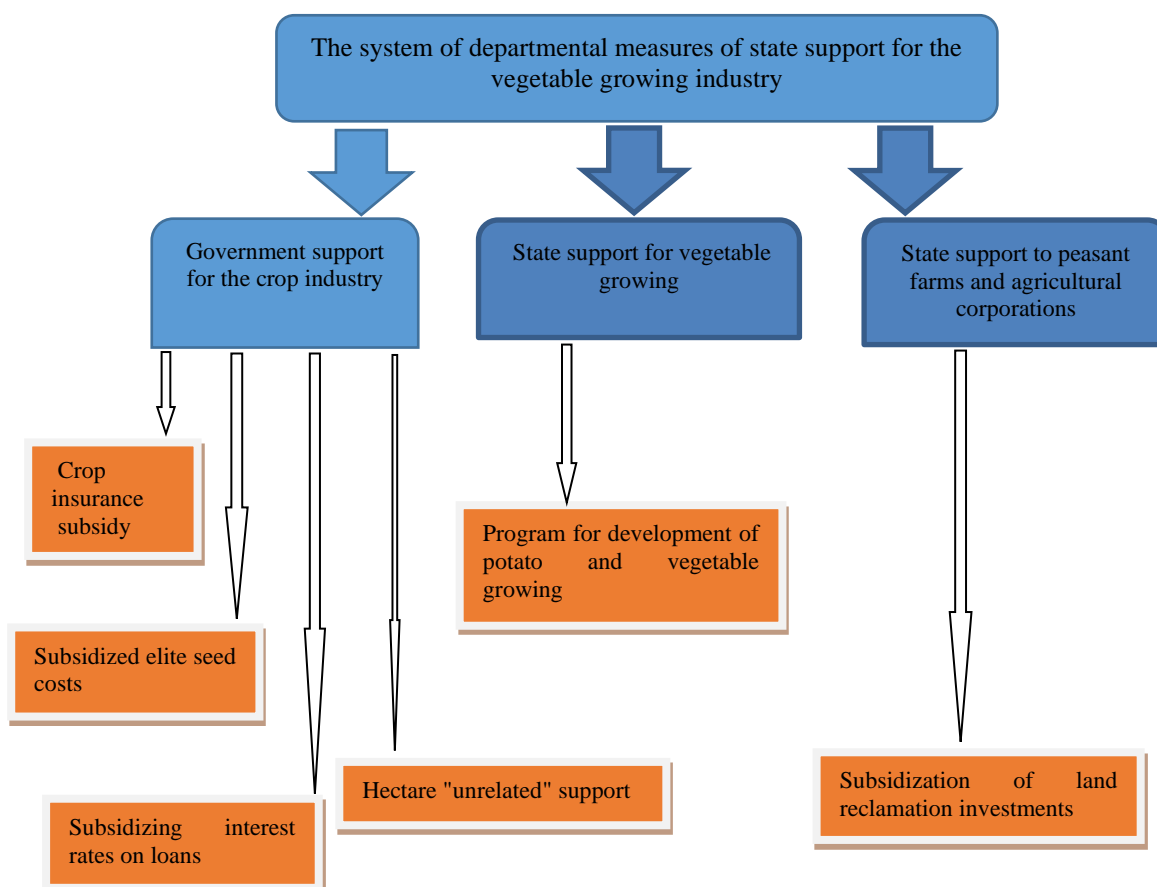 The system of departmental measures of state support for the
vegetable growing industry
Government support
for the crop industry
State support for vegetable
growing
State support to peasant
farms and agricultural
corporations
Crop
insurance
subsidy
Program for development of
potato and vegetable
growing
Subsidized elite seed
costs
Hectare "unrelated" support
Subsidization of land
reclamation investments
Subsidizing interest
rates on loans